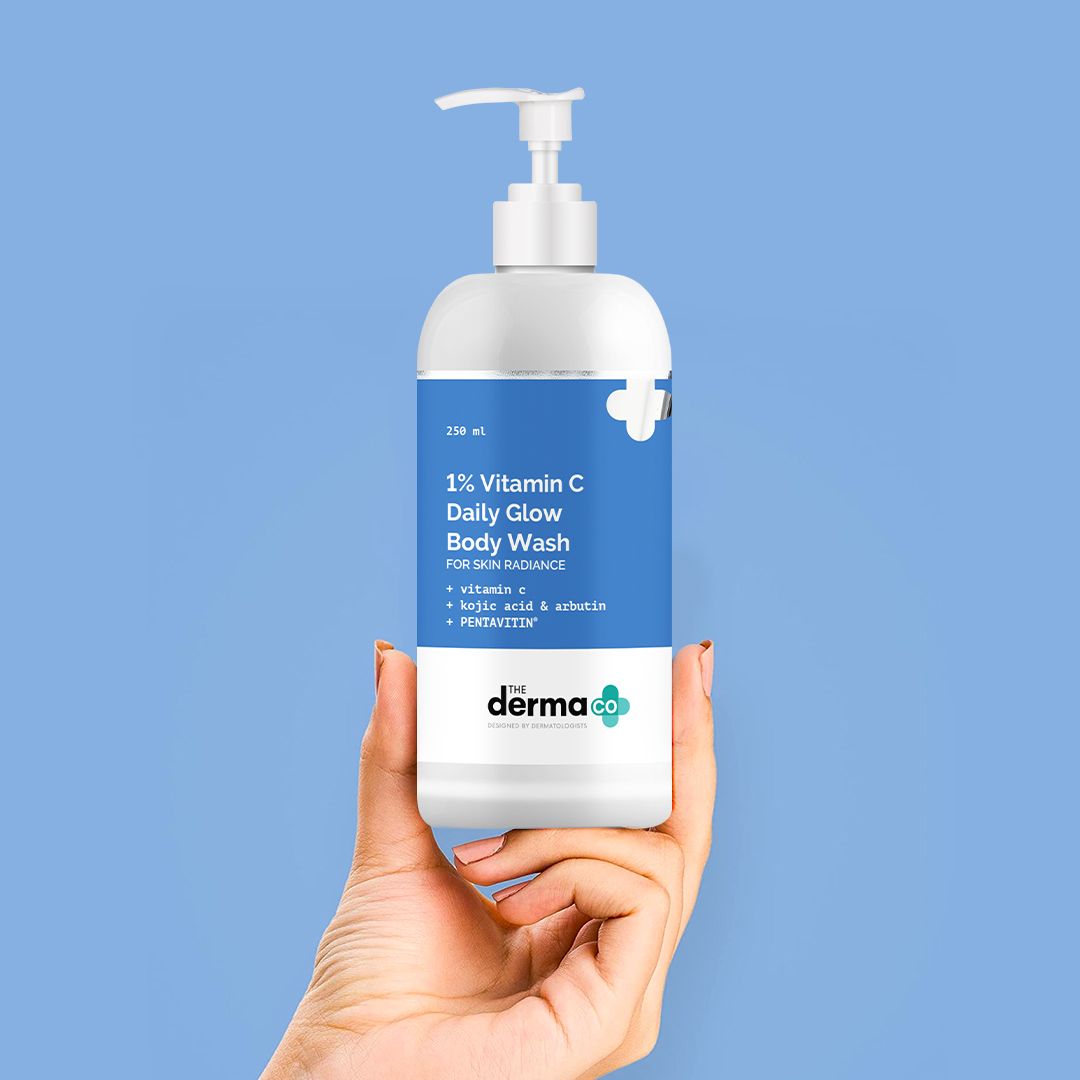 250 ml
1% Vitamin C
Daily Glow
Body Wash
FOR SKIN RADIANCE
+ vitamin c
+ kojic acid & arbutin
+ PENTAVITIN®
THE
derma co
DESIGNED BY DERMATOLOGISTS